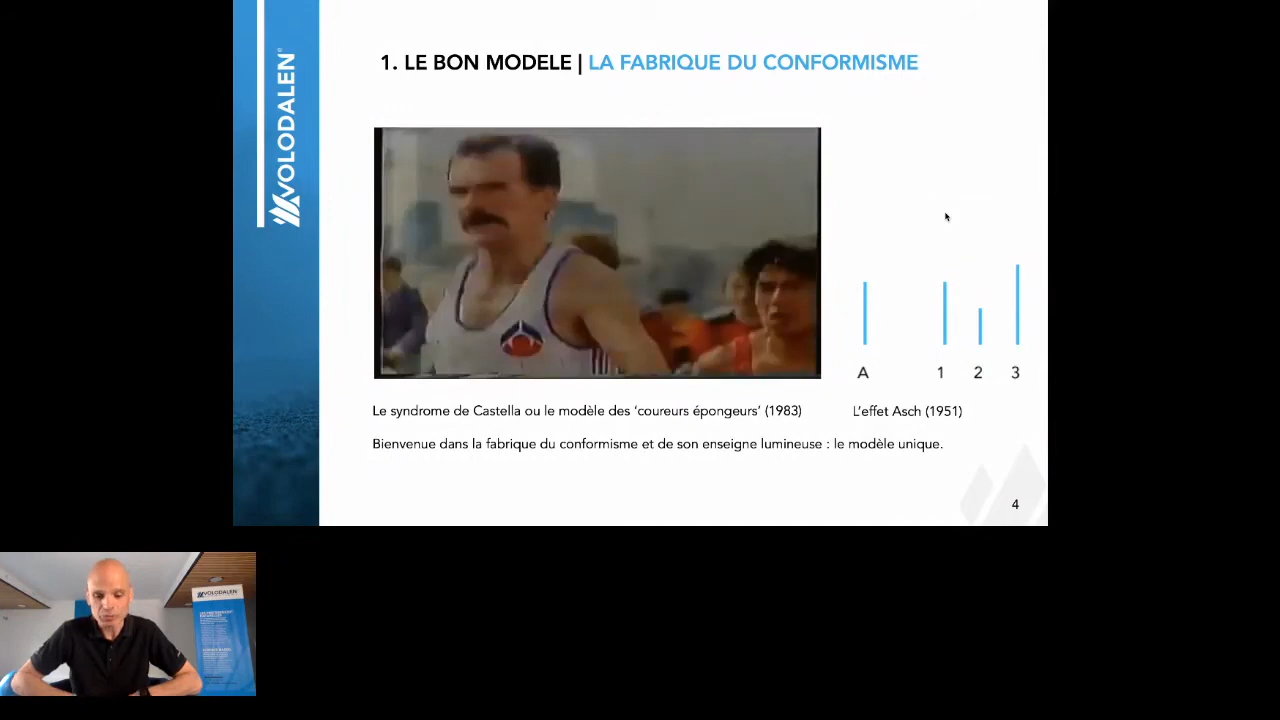 VOLODALEN
1. LE BON MODELE | LA FABRIQUE DU CONFORMISME
A 1 2 3
Le syndrome de Castella ou le modèle des ‘coureurs épongeurs’ (1983)
L’effet Asch (1951)
Bienvenue dans la fabrique du conformisme et de son enseigne lumineuse : le modèle unique.
4
VOLODALEN